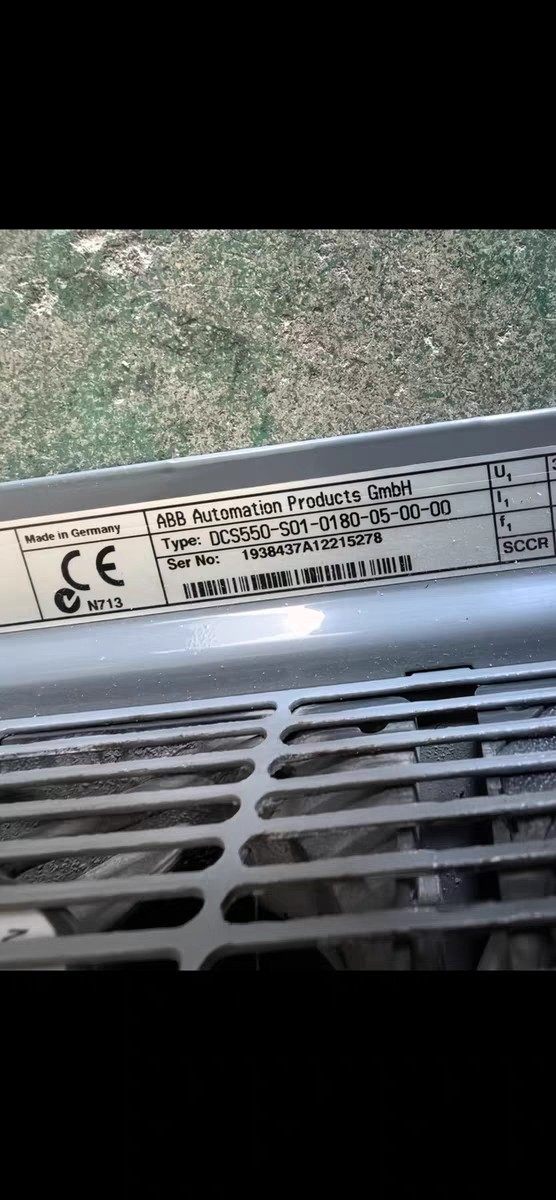 Made in Germany
CE
N713
ABB Automation Products GmbH
Type: DCS550-S01-0180-05-00-00
Ser No: 1938437A12215278
U1
I1
f1
SCCR